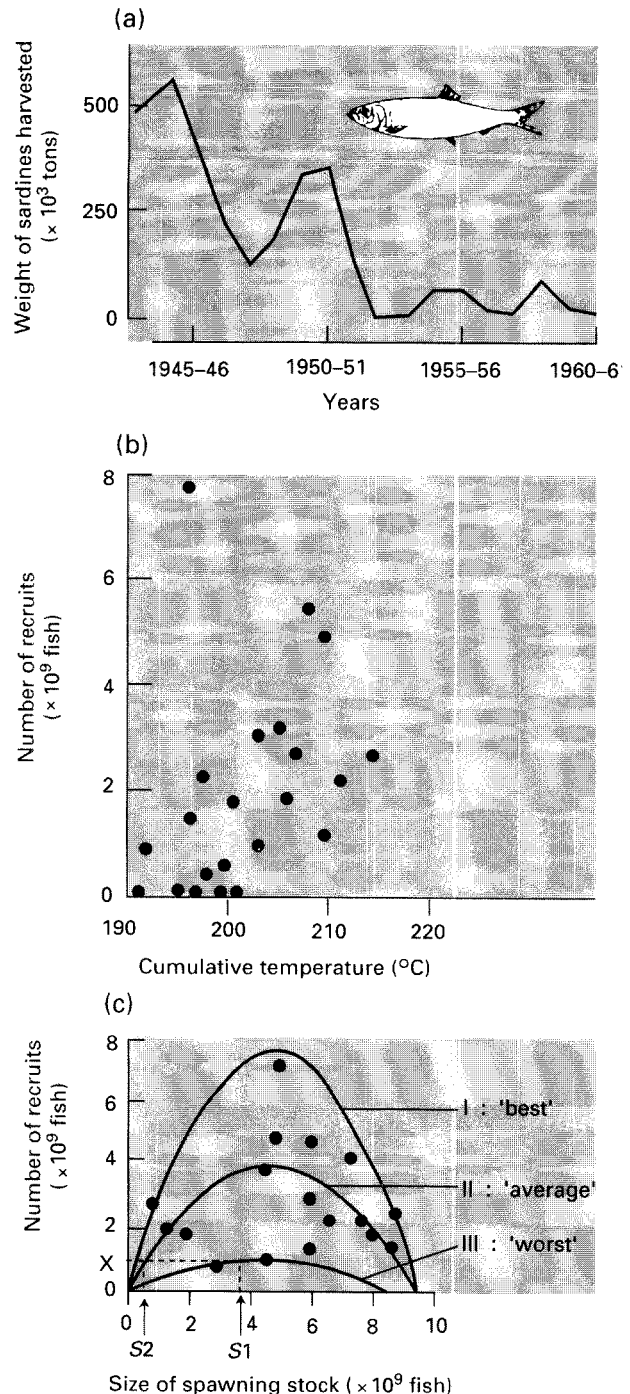 (a)
Weight of sardines harvested
(× 10³ tons)
500
250
0
1945–46
1950–51
1955–56
1960–6
Years
(b)
Number of recruits
(× 10⁹ fish)
8
6
4
2
0
190
200
210
220
Cumulative temperature (°C)
(c)
Number of recruits
(×10⁹ fish)
8
6
4
2
X
0
I : 'best'
II : 'average'
III : 'worst'
0
2
4
6
8
10
S2
S1
Size of spawning stock (×10⁹ fish)